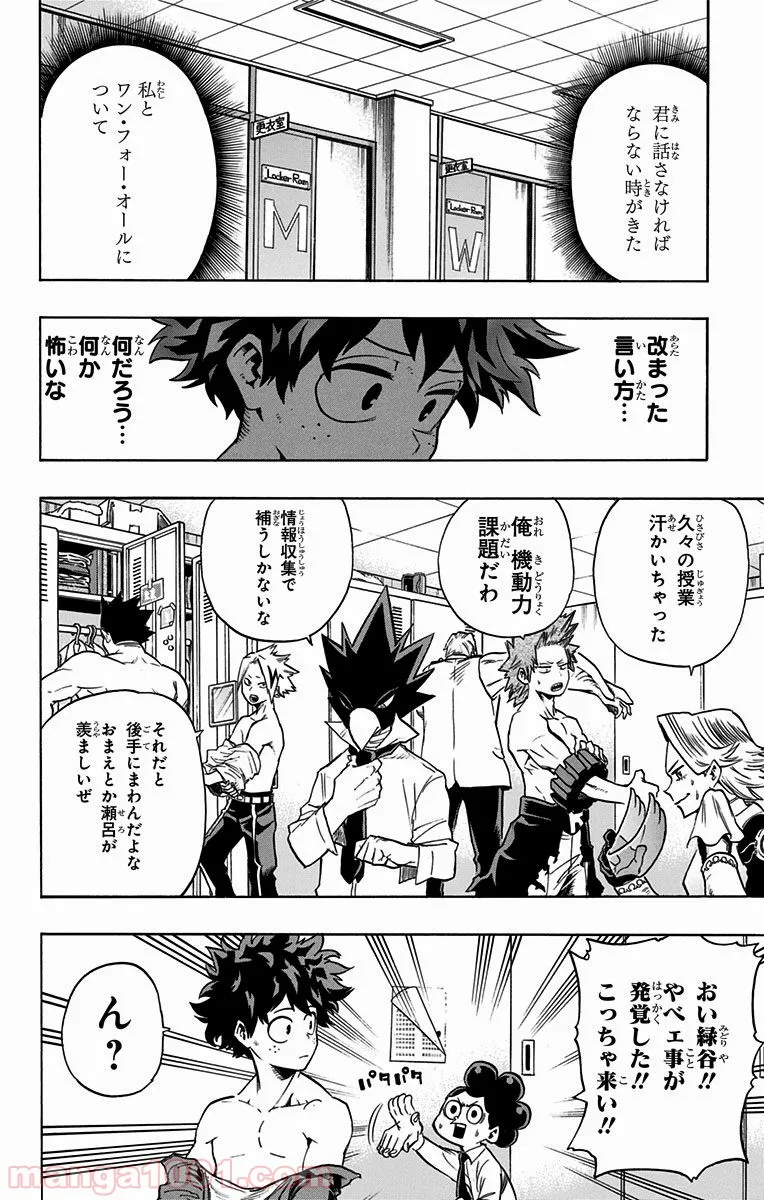 君に話さなければ
ならない時がきた
私と
ワン・フォー・オールに
ついて
更衣室
Locker Room
M
更衣室
Locker Room
W
改まった
言い方…
何だろう…
何か
怖いな
久々の授業
汗かいちゃった
俺機動力
課題だわ
情報収集で
補うしかないな
それだと
後手にまわんだよな
おまえとか瀬呂が
羨ましいぜ
おい緑谷!!
やベェ事が
発覚した!!
こっちゃ来い!!
パタパタ
パタパタ
ん?
manga1001.com